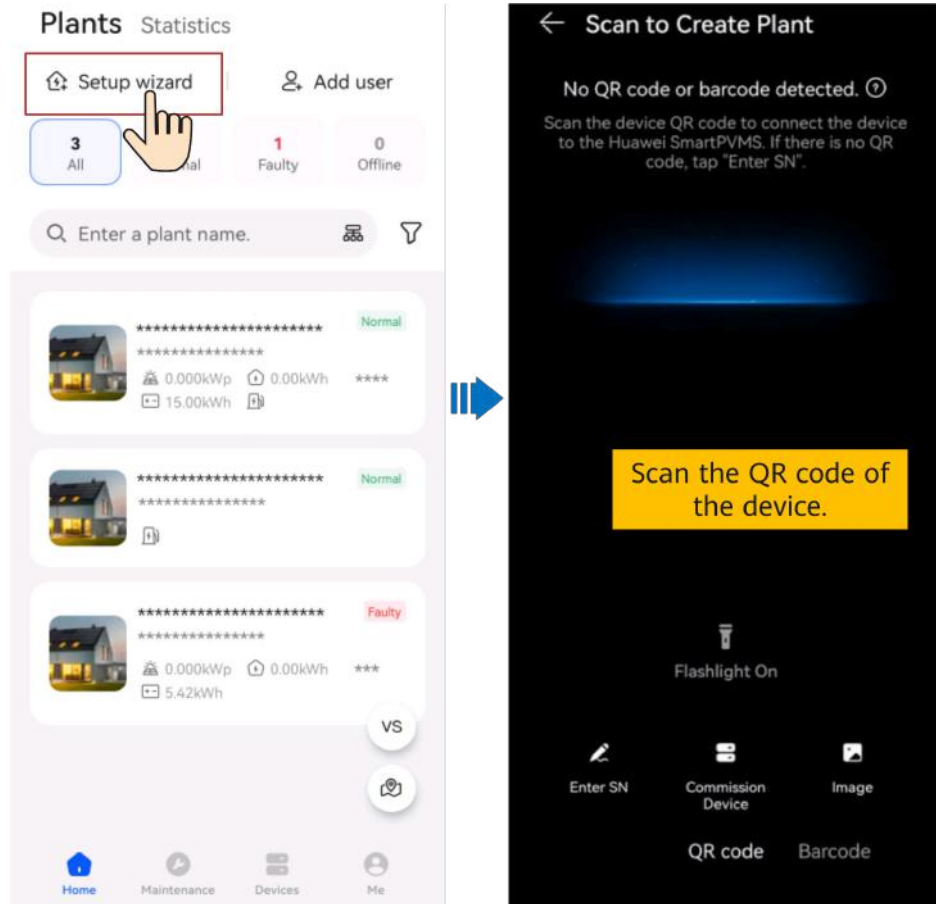 Plants Statistics
Setup wizard
Add user
3
All
1
Faulty
0
Offline
Enter a plant name.
**********************
Normal
***************
0.000kWp 0.00kWh ****
15.00kWh
**********************
Normal
***************
**********************
Faulty
***************
0.000kWp 0.00kWh ***
5.42kWh
VS
Home Maintenance Devices Me
Scan to Create Plant
No QR code or barcode detected.
Scan the device QR code to connect the device
to the Huawei SmartPVMS. If there is no QR
code, tap "Enter SN".
Scan the QR code of
the device.
Flashlight On
Enter SN
Commission
Device
Image
QR code Barcode